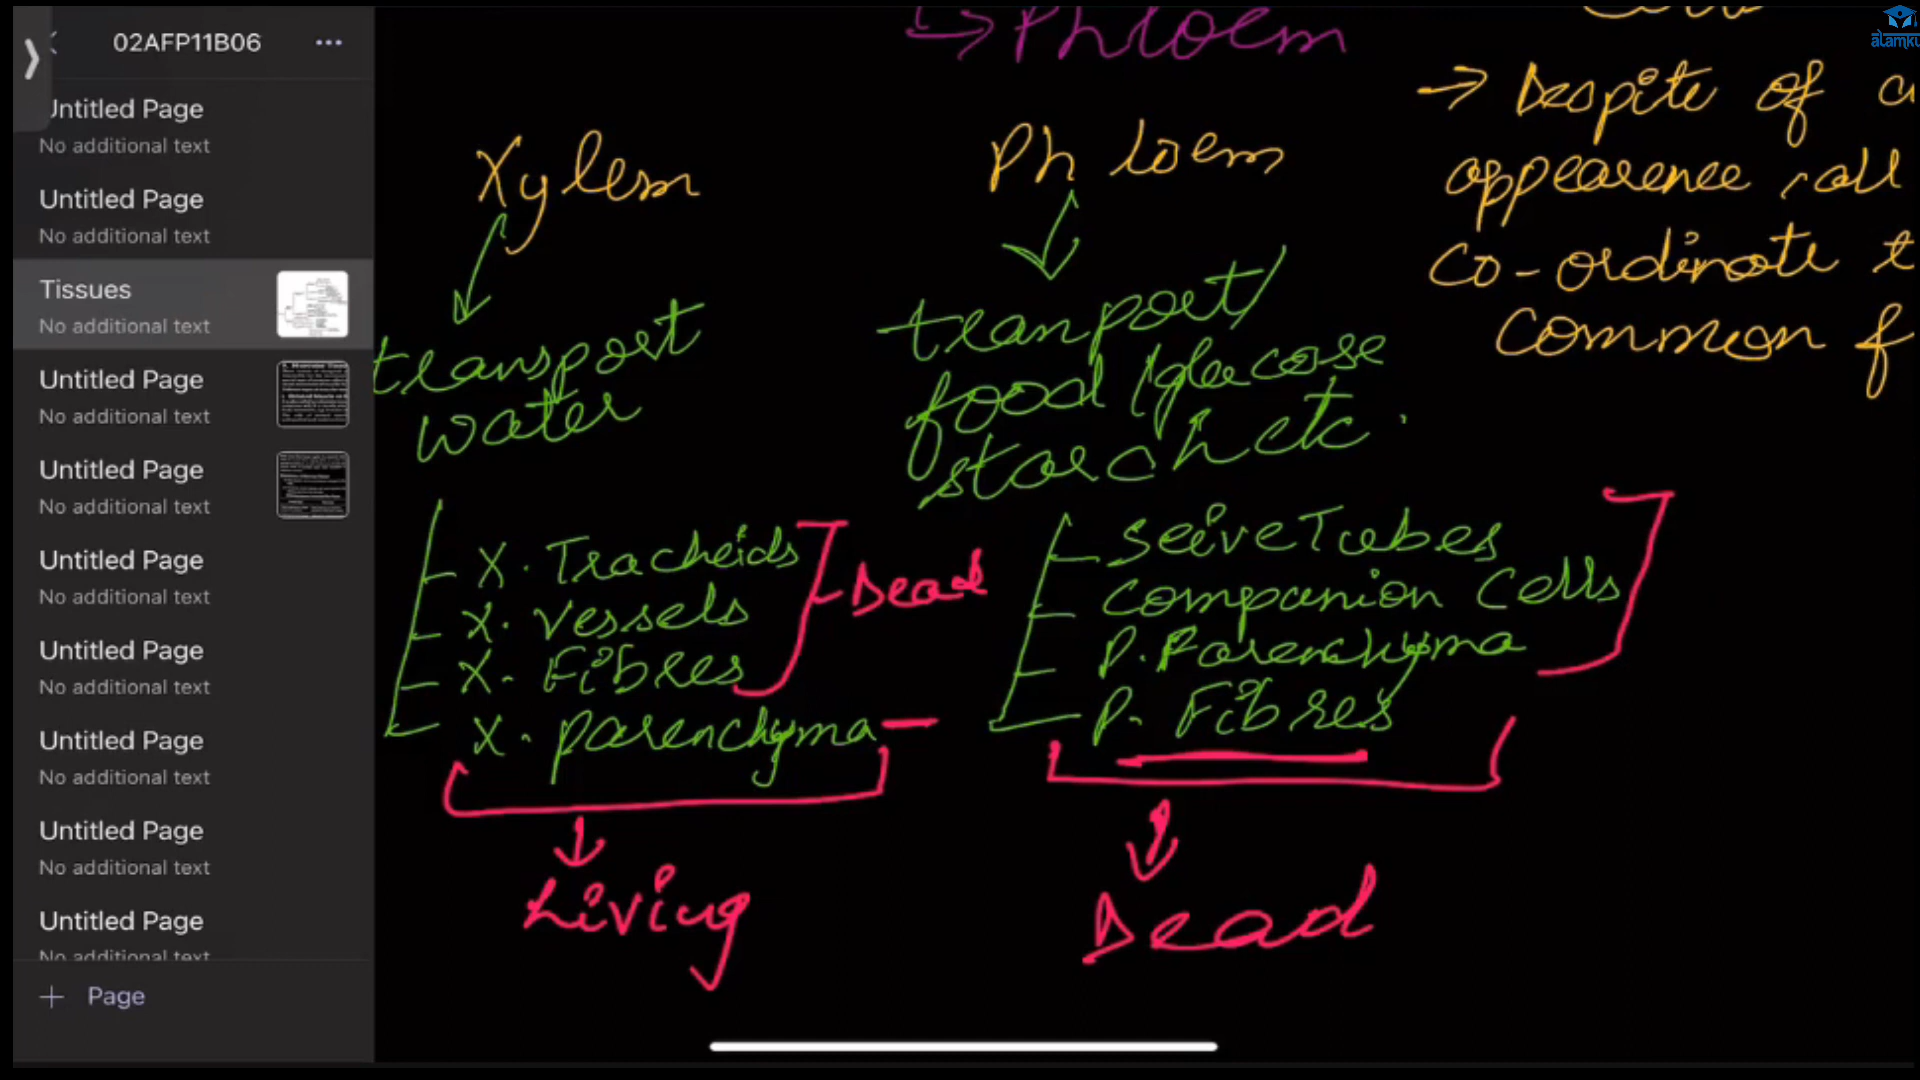 02AFP11B06
Untitled Page
No additional text
Untitled Page
No additional text
Tissues
No additional text
Untitled Page
No additional text
Untitled Page
No additional text
Untitled Page
No additional text
Untitled Page
No additional text
Untitled Page
No additional text
Untitled Page
No additional text
Untitled Page
No additional text
+ Page
→ Phloem
Xylem
transport
water
X. Tracheids
X. Vessels
X. Fibres
X. parenchyma
Dead
Living
Phloem
tranport/
food/glucose
starch etc.
SeiveTubes
Companion Cells
P. Parenchyma
P. Fibres
Dead
→ Despite of
appearence, all
co-ordinate t
common f